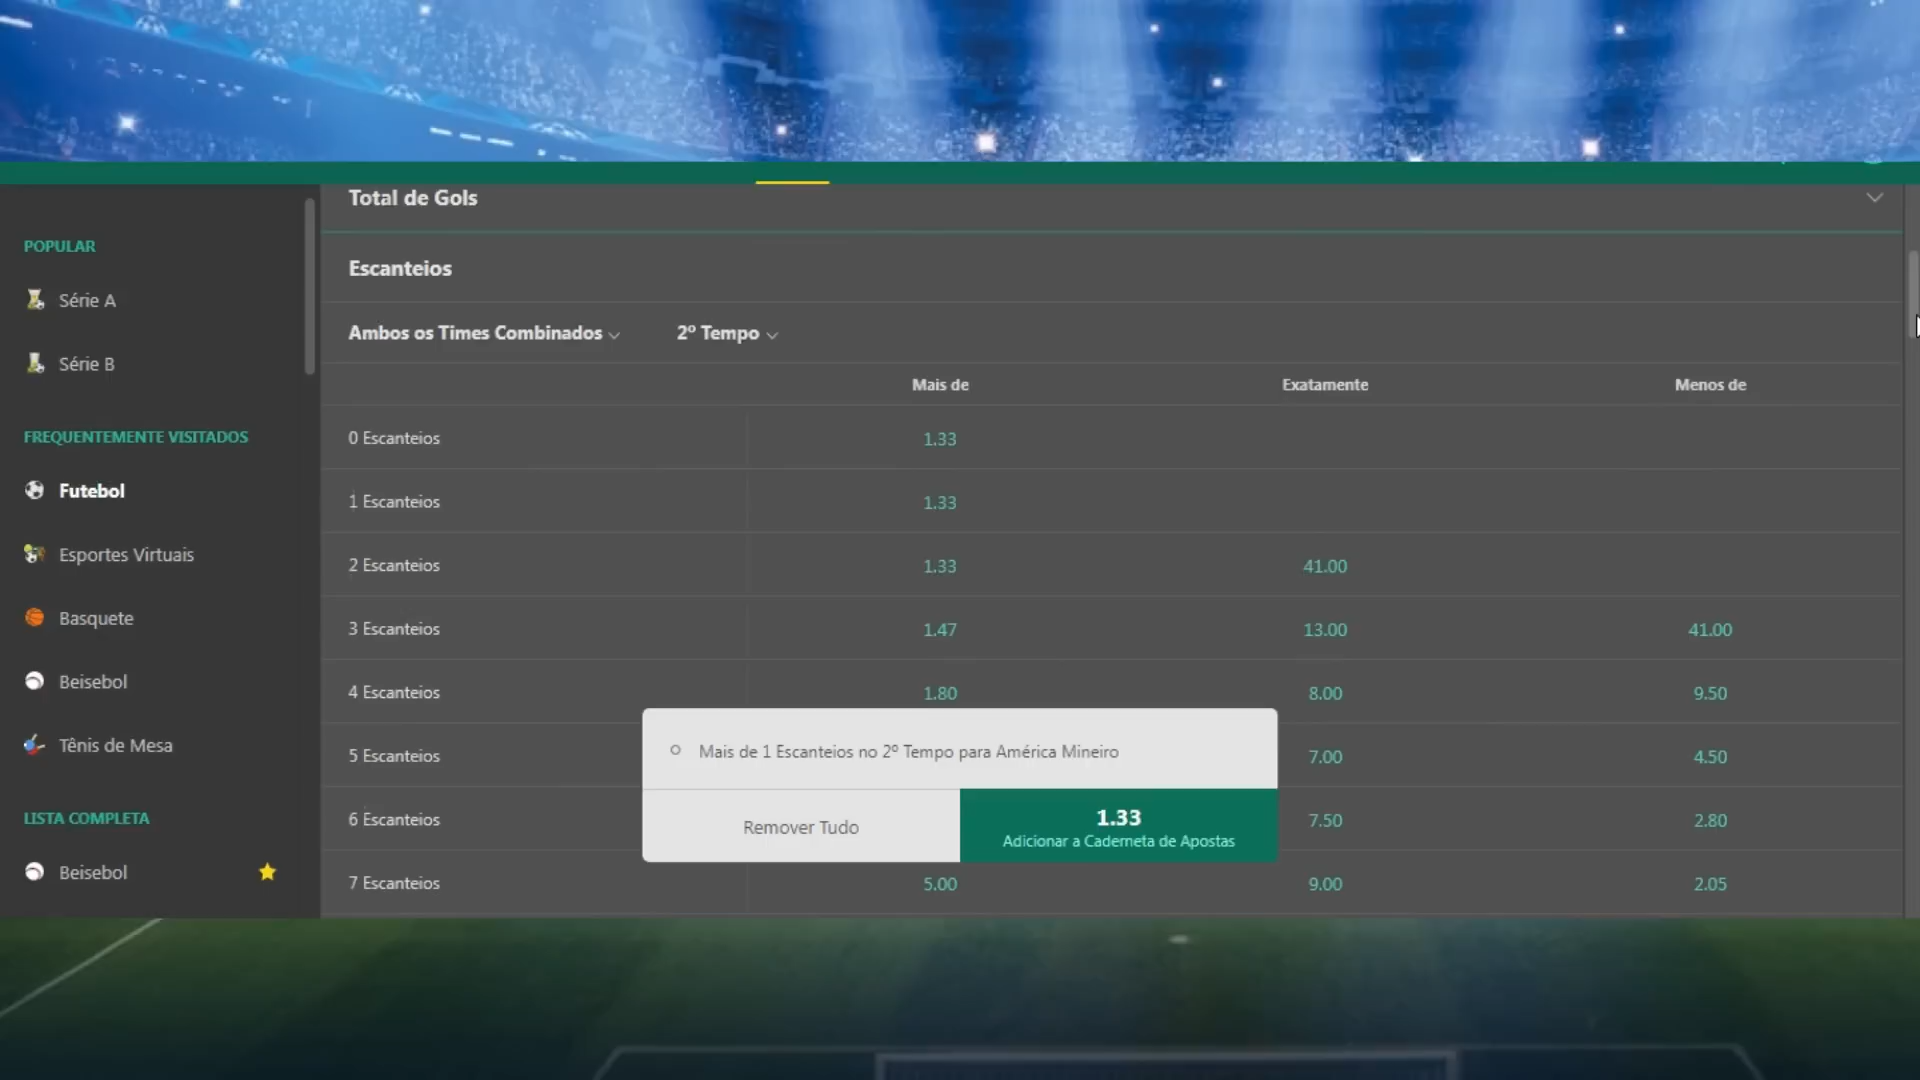 Total de Gols
POPULAR
Série A
Série B
FREQUENTEMENTE VISITADOS
Futebol
Esportes Virtuais
Basquete
Beisebol
Tênis de Mesa
LISTA COMPLETA
Beisebol
Escanteios
Ambos os Times Combinados 2º Tempo
Mais de Exatamente Menos de
0 Escanteios 1.33
1 Escanteios 1.33
2 Escanteios 1.33 41.00
3 Escanteios 1.47 13.00 41.00
4 Escanteios 1.80 8.00 9.50
5 Escanteios 7.00 4.50
6 Escanteios 7.50 2.80
7 Escanteios 5.00 9.00 2.05
Mais de 1 Escanteios no 2º Tempo para América Mineiro
Remover Tudo
1.33
Adicionar a Caderneta de Apostas